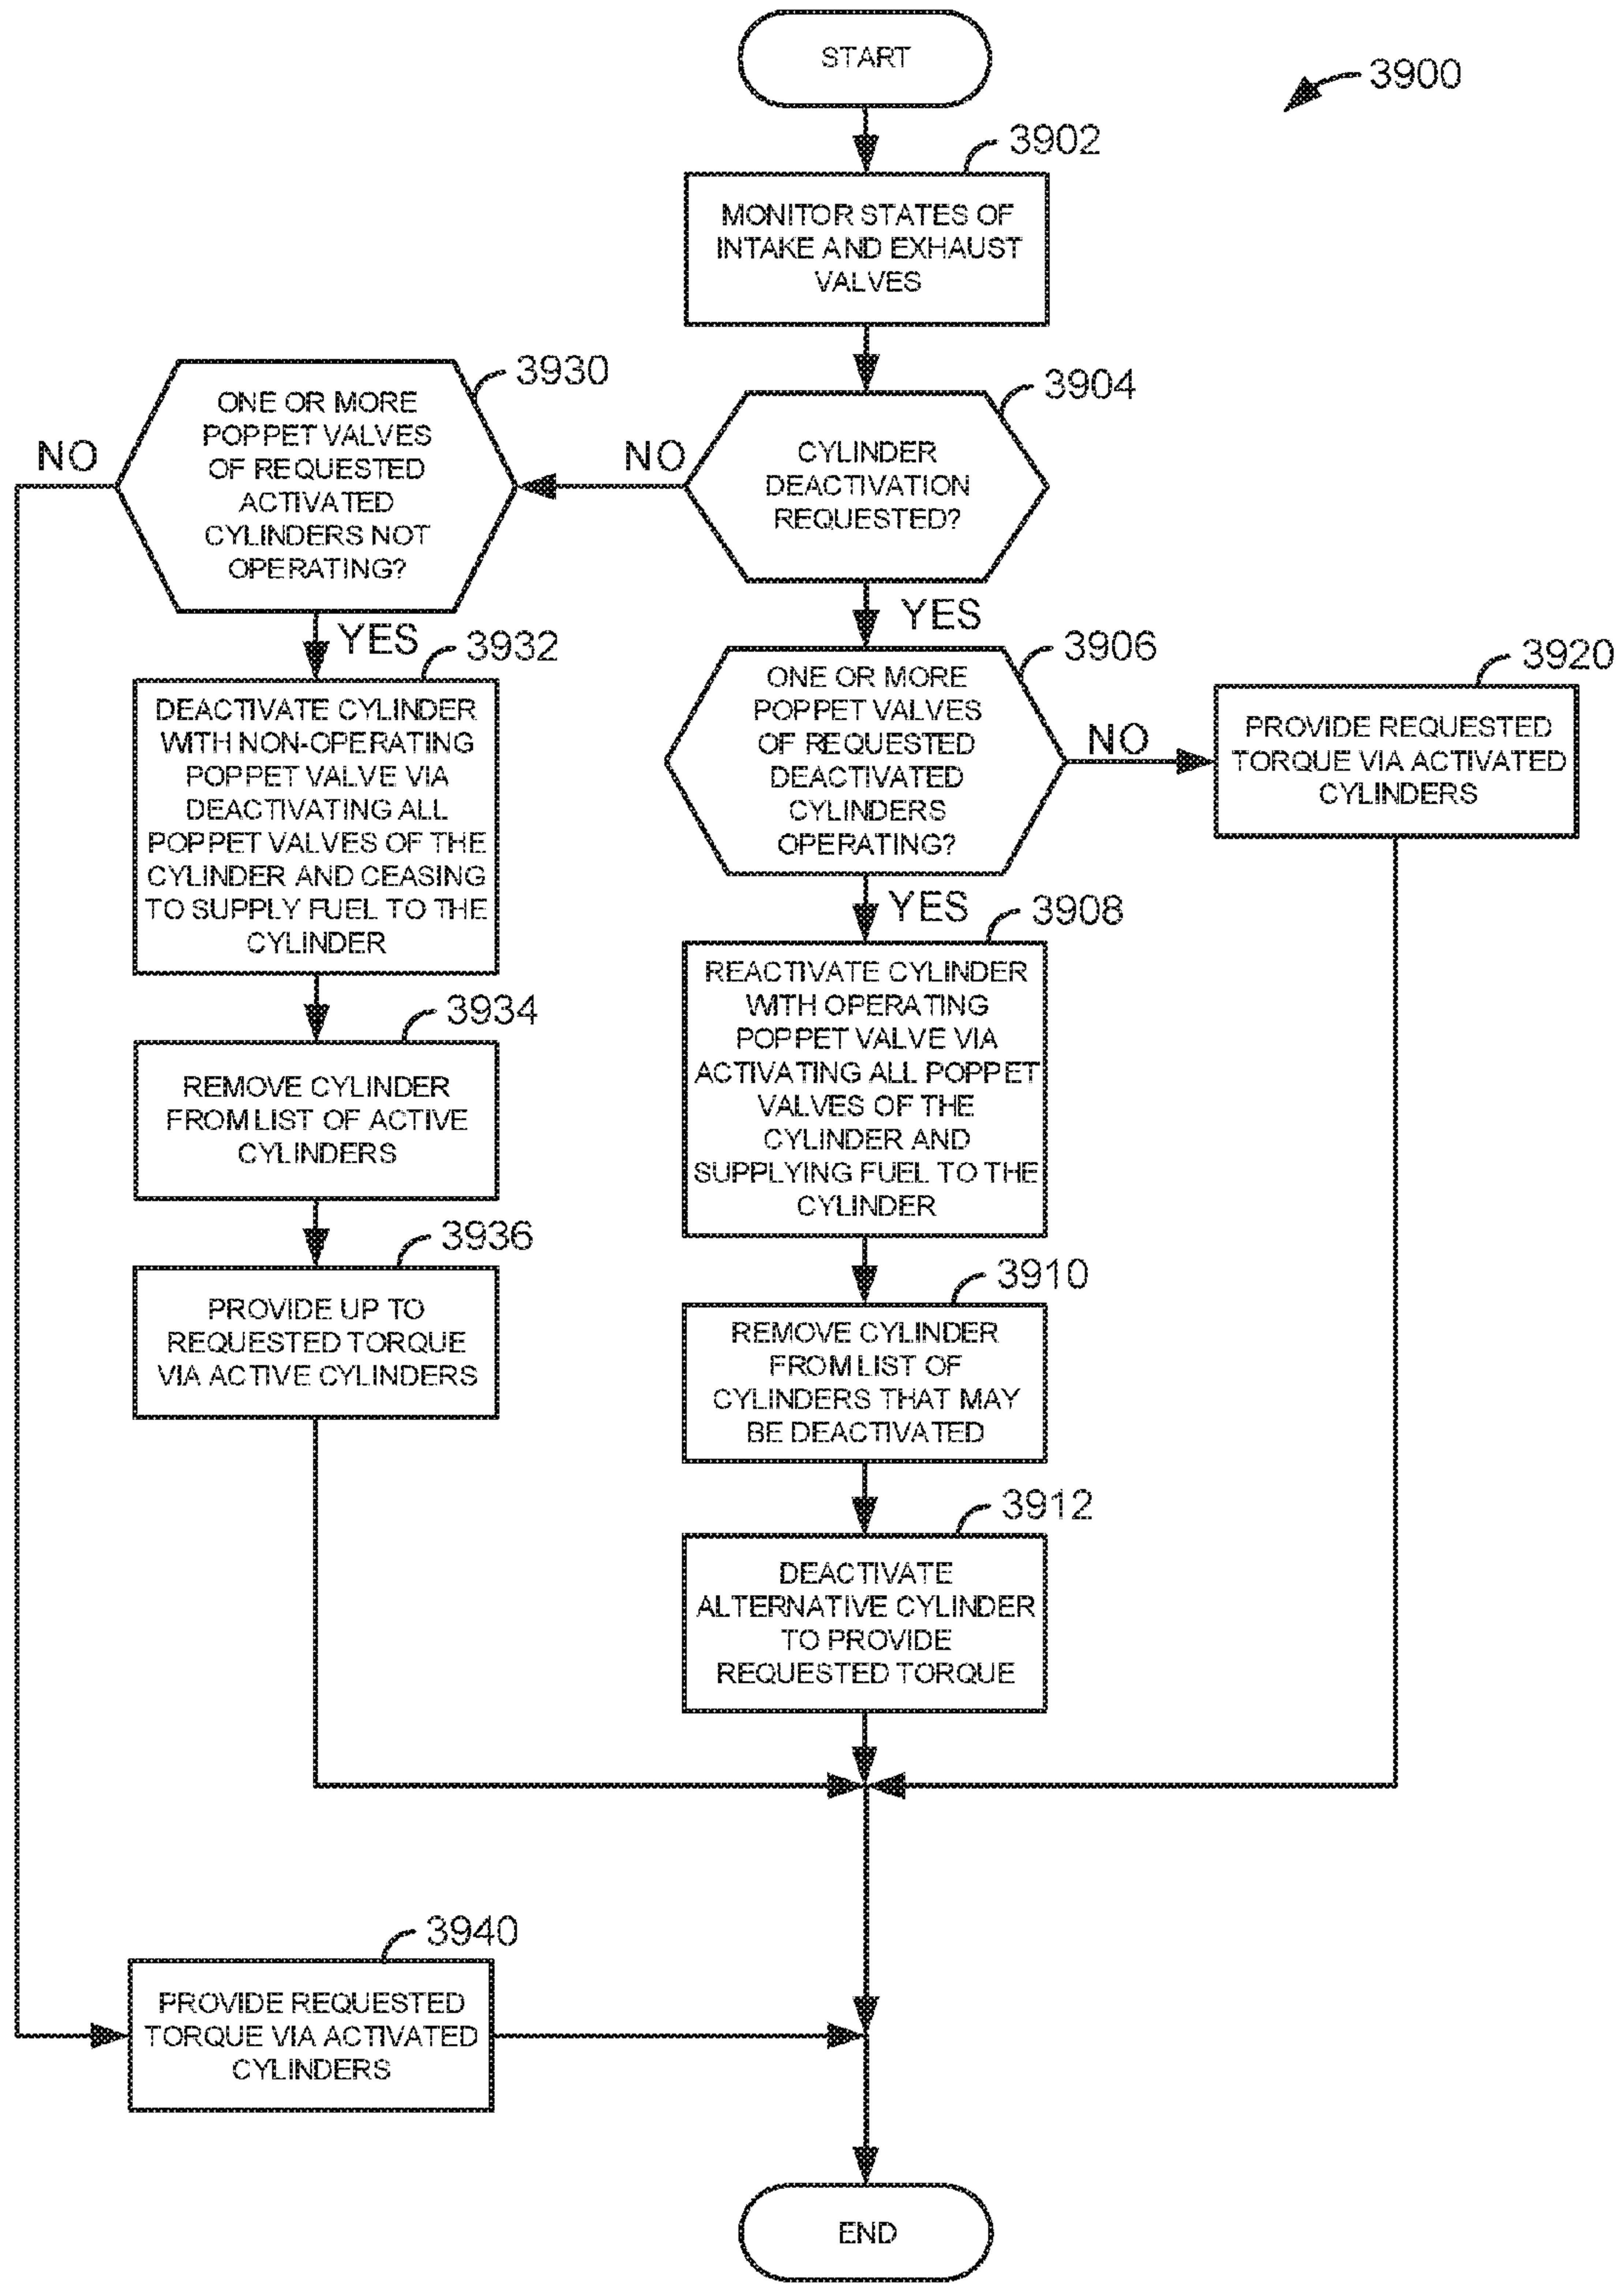 START
3900
3902
MONITOR STATES OF
INTAKE AND EXHAUST
VALVES
3904
CYLINDER
DEACTIVATION
REQUESTED?
NO
YES
3930
ONE OR MORE
POPPET VALVES
OF REQUESTED
ACTIVATED
CYLINDERS NOT
OPERATING?
NO
YES
3906
ONE OR MORE
POPPET VALVES
OF REQUESTED
DEACTIVATED
CYLINDERS
OPERATING?
NO
YES
3920
PROVIDE REQUESTED
TORQUE VIA ACTIVATED
CYLINDERS
3932
DEACTIVATE CYLINDER
WITH NON-OPERATING
POPPET VALVE VIA
DEACTIVATING ALL
POPPET VALVES OF THE
CYLINDER AND CEASING
TO SUPPLY FUEL TO THE
CYLINDER
3908
REACTIVATE CYLINDER
WITH OPERATING
POPPET VALVE VIA
ACTIVATING ALL POPPET
VALVES OF THE
CYLINDER AND
SUPPLYING FUEL TO THE
CYLINDER
3934
REMOVE CYLINDER
FROM LIST OF ACTIVE
CYLINDERS
3936
PROVIDE UP TO
REQUESTED TORQUE
VIA ACTIVE CYLINDERS
3910
REMOVE CYLINDER
FROM LIST OF
CYLINDERS THAT MAY
BE DEACTIVATED
3912
DEACTIVATE
ALTERNATIVE CYLINDER
TO PROVIDE
REQUESTED TORQUE
3940
PROVIDE REQUESTED
TORQUE VIA ACTIVATED
CYLINDERS
END